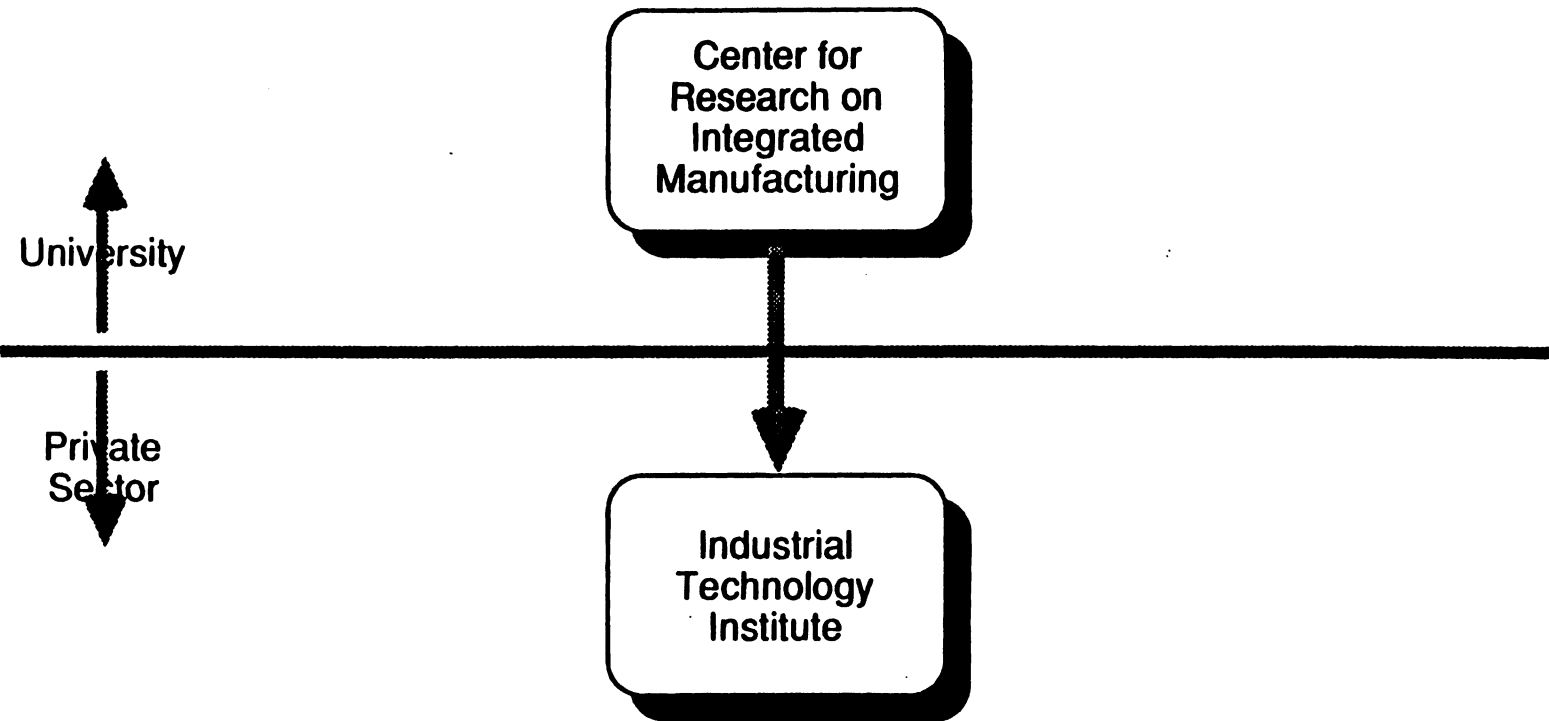 Center for
Research on
Integrated
Manufacturing
University
Private
Sector
Industrial
Technology
Institute